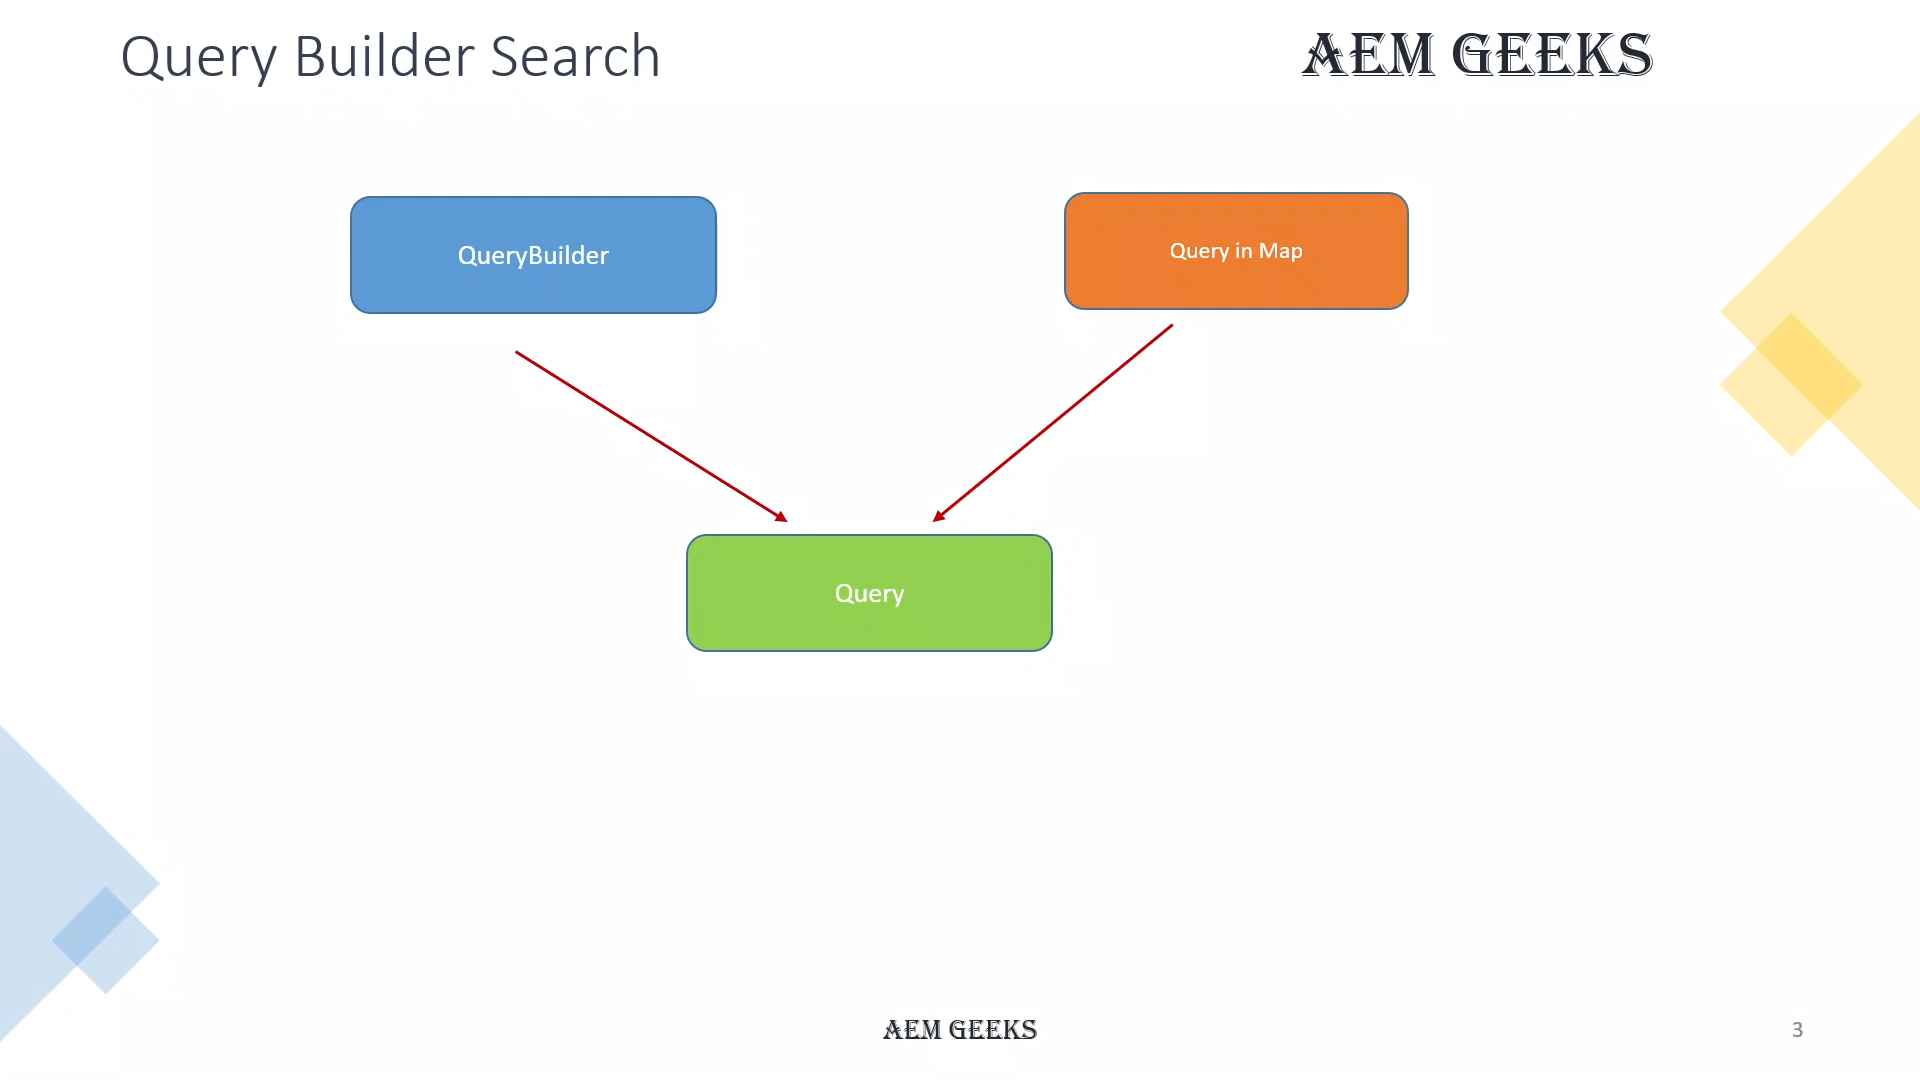 Query Builder Search
AEM GEEKS
QueryBuilder
Query in Map
Query
AEM GEEKS
3